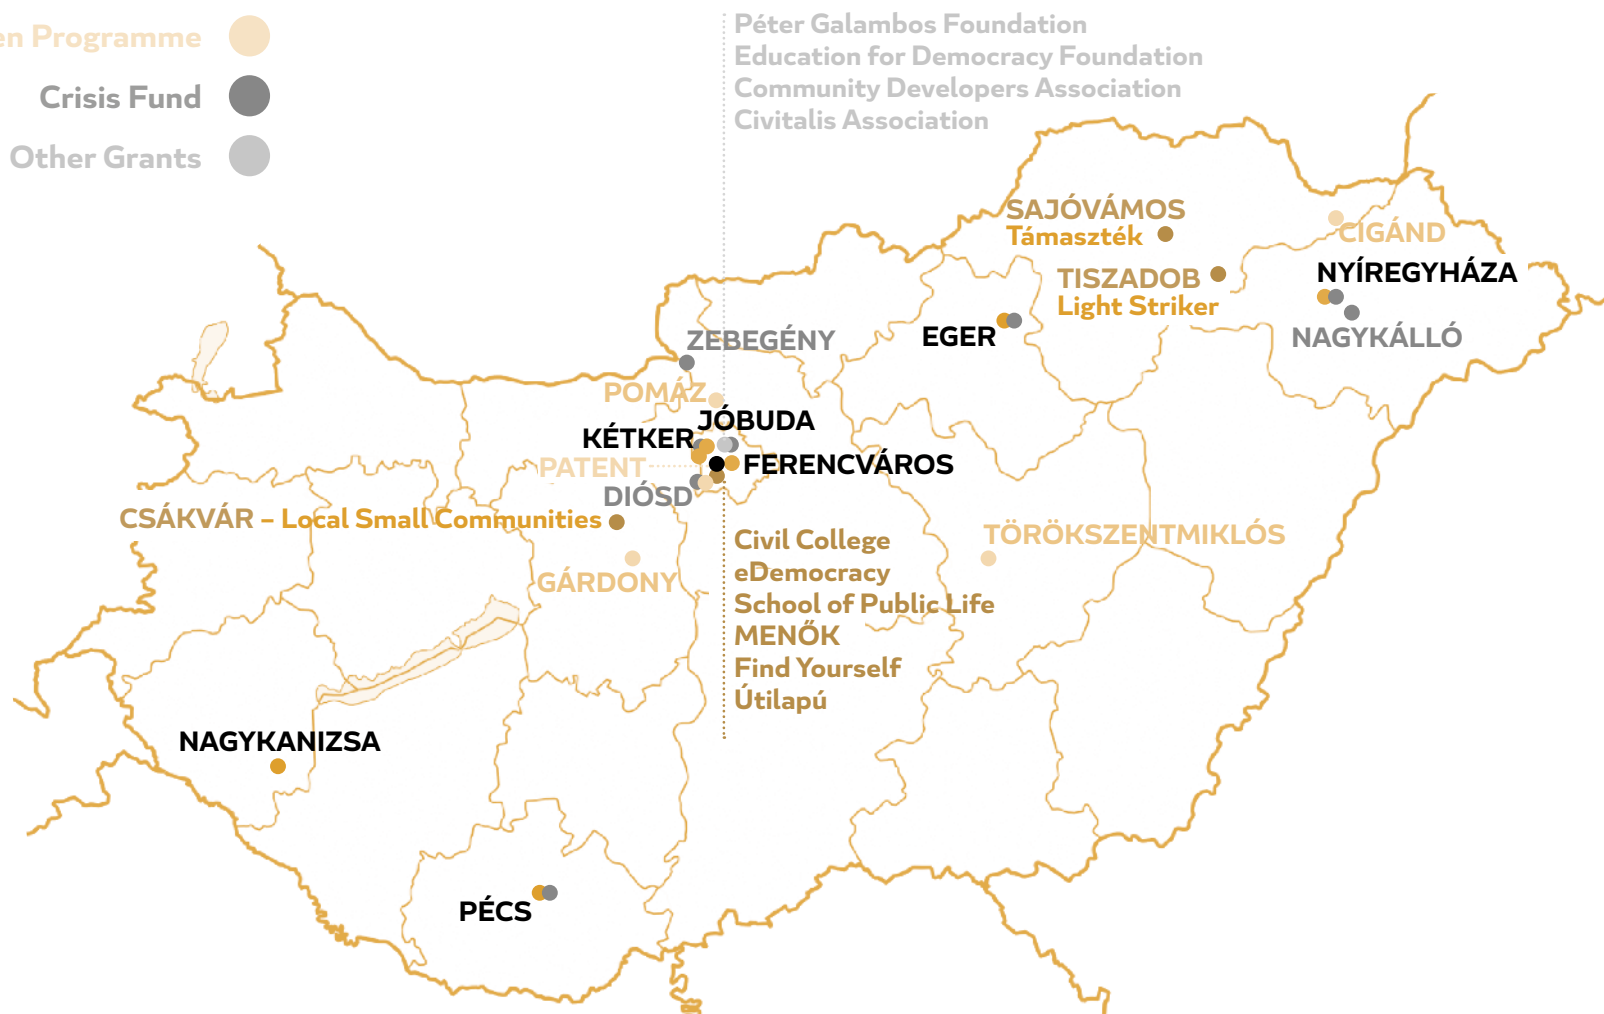 Programme
Crisis Fund
Other Grants
Péter Galambos Foundation
Education for Democracy Foundation
Community Developers Association
Civitalis Association
SAJÓVÁMOS
Támaszték
CIGÁND
TISZADOB
Light Striker
NYÍREGYHÁZA
NAGYKÁLLÓ
EGER
ZEBEGÉNY
POMÁZ
JÓBUDA
KÉTKER
PATENT
FERENCVÁROS
DIÓSD
CSÁKVÁR – Local Small Communities
GÁRDONY
TÖRÖKSZENTMIKLÓS
Civil College
eDemocracy
School of Public Life
MENŐK
Find Yourself
Útilapú
NAGYKANIZSA
PÉCS